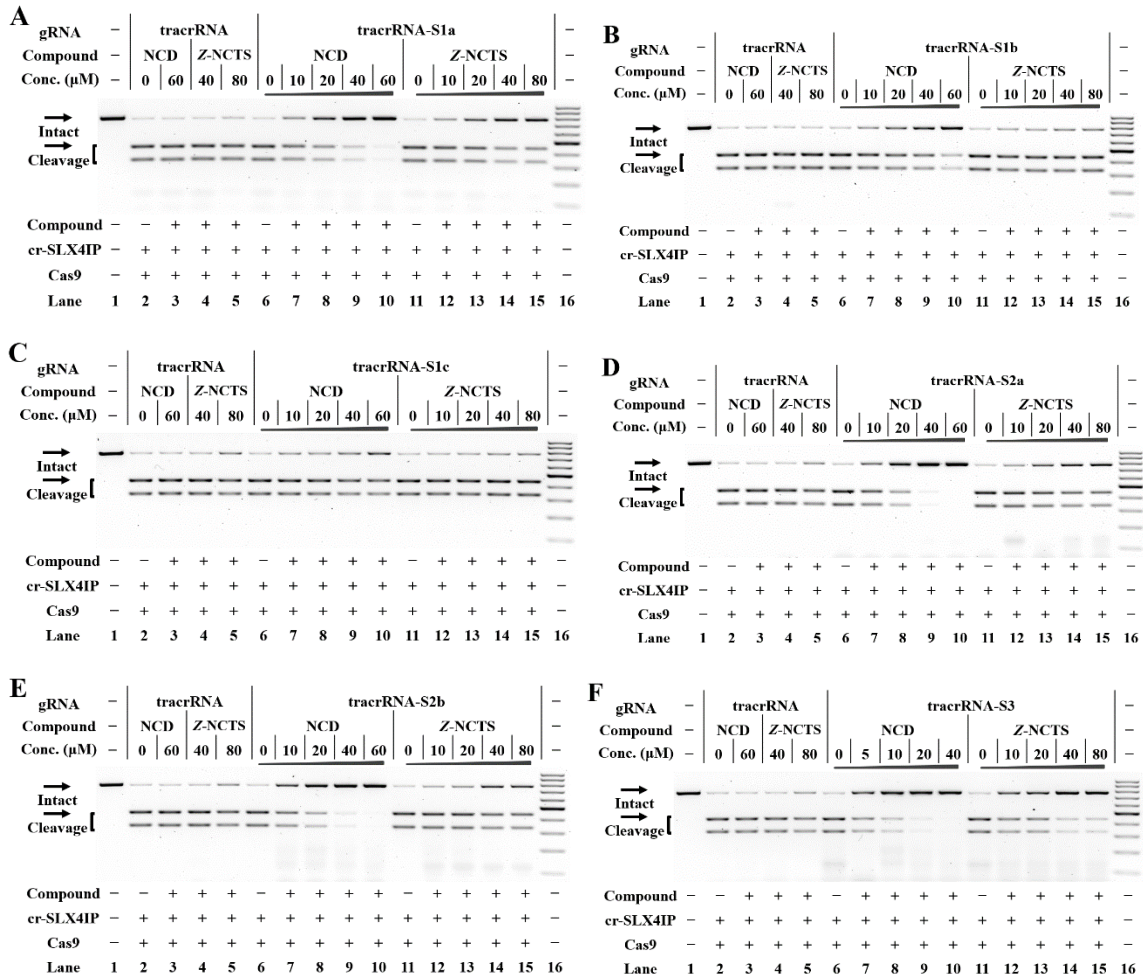 A
gRNA – tracrRNA tracrRNA-S1a –
Compound NCD Z-NCTS NCD Z-NCTS
Conc. (μM) 0 60 40 80 0 10 20 40 60 0 10 20 40 80
Intact
Cleavage
Compound – – + + + – + + + + – + + + + –
cr-SLX4IP – + + + + + + + + + + + + + + –
Cas9 – + + + + + + + + + + + + + + –
Lane 1 2 3 4 5 6 7 8 9 10 11 12 13 14 15 16
B
gRNA – tracrRNA tracrRNA-S1b –
Compound NCD Z-NCTS NCD Z-NCTS
Conc. (μM) 0 60 40 80 0 10 20 40 60 0 10 20 40 80
Intact
Cleavage
Compound – – + + + – + + + + – + + + + –
cr-SLX4IP – + + + + + + + + + + + + + + –
Cas9 – + + + + + + + + + + + + + + –
Lane 1 2 3 4 5 6 7 8 9 10 11 12 13 14 15 16
C
gRNA – tracrRNA tracrRNA-S1c –
Compound NCD Z-NCTS NCD Z-NCTS
Conc. (μM) 0 60 40 80 0 10 20 40 60 0 10 20 40 80
Intact
Cleavage
Compound – – + + + – + + + + – + + + + –
cr-SLX4IP – + + + + + + + + + + + + + + –
Cas9 – + + + + + + + + + + + + + + –
Lane 1 2 3 4 5 6 7 8 9 10 11 12 13 14 15 16
D
gRNA – tracrRNA tracrRNA-S2a –
Compound NCD Z-NCTS NCD Z-NCTS
Conc. (μM) 0 60 40 80 0 10 20 40 60 0 10 20 40 80
Intact
Cleavage
Compound – – + + + – + + + + – + + + + –
cr-SLX4IP – + + + + + + + + + + + + + + –
Cas9 – + + + + + + + + + + + + + + –
Lane 1 2 3 4 5 6 7 8 9 10 11 12 13 14 15 16
E
gRNA – tracrRNA tracrRNA-S2b –
Compound NCD Z-NCTS NCD Z-NCTS
Conc. (μM) 0 60 40 80 0 10 20 40 60 0 10 20 40 80
Intact
Cleavage
Compound – – + + + – + + + + – + + + + –
cr-SLX4IP – + + + + + + + + + + + + + + –
Cas9 – + + + + + + + + + + + + + + –
Lane 1 2 3 4 5 6 7 8 9 10 11 12 13 14 15 16
F
gRNA – tracrRNA tracrRNA-S3 –
Compound NCD Z-NCTS NCD Z-NCTS
Conc. (μM) 0 60 40 80 0 5 10 20 40 0 10 20 40 80
Intact
Cleavage
Compound – – + + + – + + + + – + + + + –
cr-SLX4IP – + + + + + + + + + + + + + + –
Cas9 – + + + + + + + + + + + + + + –
Lane 1 2 3 4 5 6 7 8 9 10 11 12 13 14 15 16